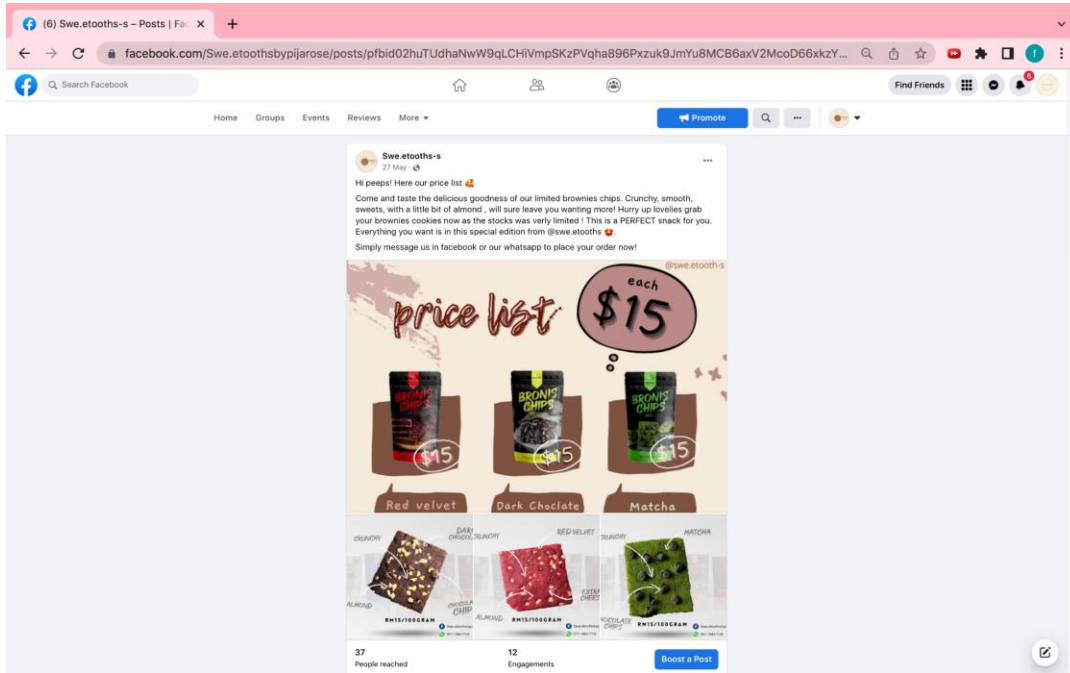 (6) Swe.etooths-s – Posts | Fac
facebook.com/Swe.etoothsbypijarose/posts/pfbid02huTUdhaNwW9qLCHiVmpSKzPVqha896Pxzuk9JmYu8MCB6axV2McoD66xkzY...
Search Facebook
Find Friends
6
Home Groups Events Reviews More
Promote
Swe.etooths-s
27 May
Hi peeps! Here our price list
Come and taste the delicious goodness of our limited brownies chips. Crunchy, smooth,
sweets, with a little bit of almond , will sure leave you wanting more! Hurry up lovelies grab
your brownies cookies now as the stocks was verly limited ! This is a PERFECT snack for you.
Everything you want is in this special edition from @swe.etooths
Simply message us in facebook or our whatsapp to place your order now!
@swe.etooth-s
price list
each
$15
BRONIS CHIPS
BRONIS CHIPS
BRONIS CHIPS
$15
$15
$15
Red velvet
Dark Choclate
Matcha
CRUNCHY
DARK
CHOCOL
ALMOND
CHOCOLA
CHIP
RM15/100GRAM
CRUNCHY
RED VELVET
ALMOND
EXTRA
CHEES
RM15/100GRAM
CRUNCHY
MATCHA
CHOCOLATE
CHIPS
RM15/100GRAM
37
People reached
12
Engagements
Boost a Post